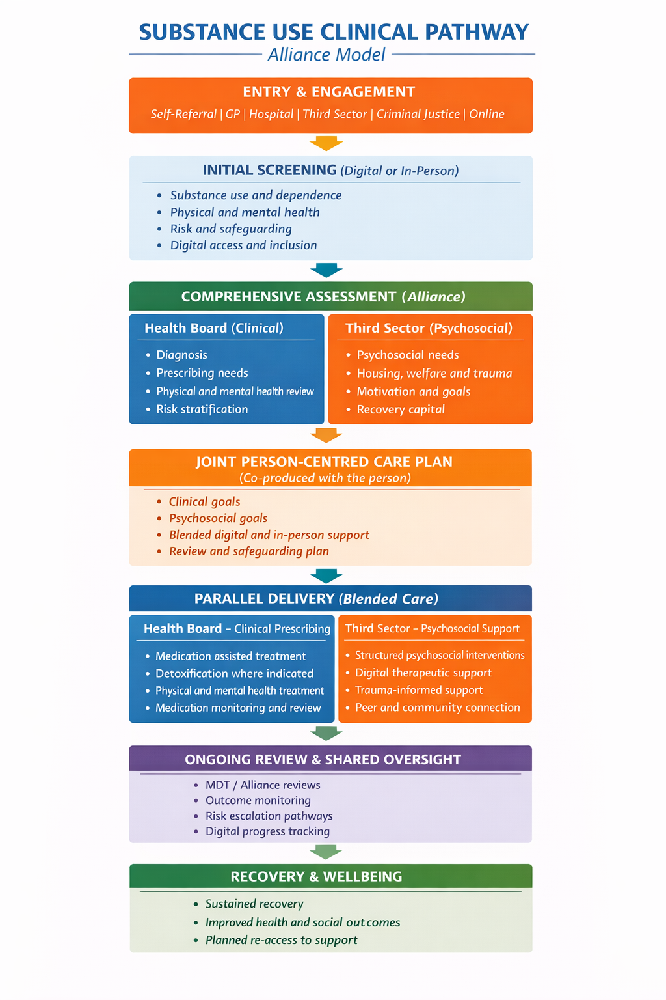 SUBSTANCE USE CLINICAL PATHWAY
Alliance Model
ENTRY & ENGAGEMENT
Self-Referral | GP | Hospital | Third Sector | Criminal Justice | Online
INITIAL SCREENING (Digital or In-Person)
• Substance use and dependence
• Physical and mental health
• Risk and safeguarding
• Digital access and inclusion
COMPREHENSIVE ASSESSMENT (Alliance)
Health Board (Clinical)
• Diagnosis
• Prescribing needs
• Physical and mental health review
• Risk stratification
Third Sector (Psychosocial)
• Psychosocial needs
• Housing, welfare and trauma
• Motivation and goals
• Recovery capital
JOINT PERSON-CENTRED CARE PLAN
(Co-produced with the person)
• Clinical goals
• Psychosocial goals
• Blended digital and in-person support
• Review and safeguarding plan
PARALLEL DELIVERY (Blended Care)
Health Board – Clinical Prescribing
• Medication assisted treatment
• Detoxification where indicated
• Physical and mental health treatment
• Medication monitoring and review
Third Sector – Psychosocial Support
• Structured psychosocial interventions
• Digital therapeutic support
• Trauma-informed support
• Peer and community connection
ONGOING REVIEW & SHARED OVERSIGHT
• MDT / Alliance reviews
• Outcome monitoring
• Risk escalation pathways
• Digital progress tracking
RECOVERY & WELLBEING
• Sustained recovery
• Improved health and social outcomes
• Planned re-access to support